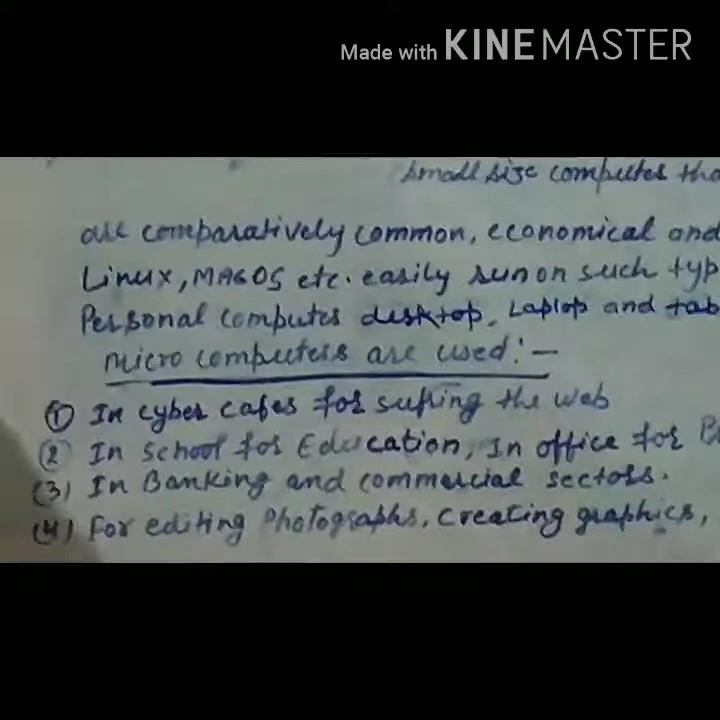 Made with KINEMASTER
small size computer tha
are comparatively common, economical and
Linux, MAGOS etc. easily run on such typ
Personal computer desktop, Laptop and tab
micro computers are used:-
① In cyber cafes for sufing the web
② In School for Education, In office for B
(3) In Banking and commercial sectors.
(4) For editing Photographs, creating graphics,